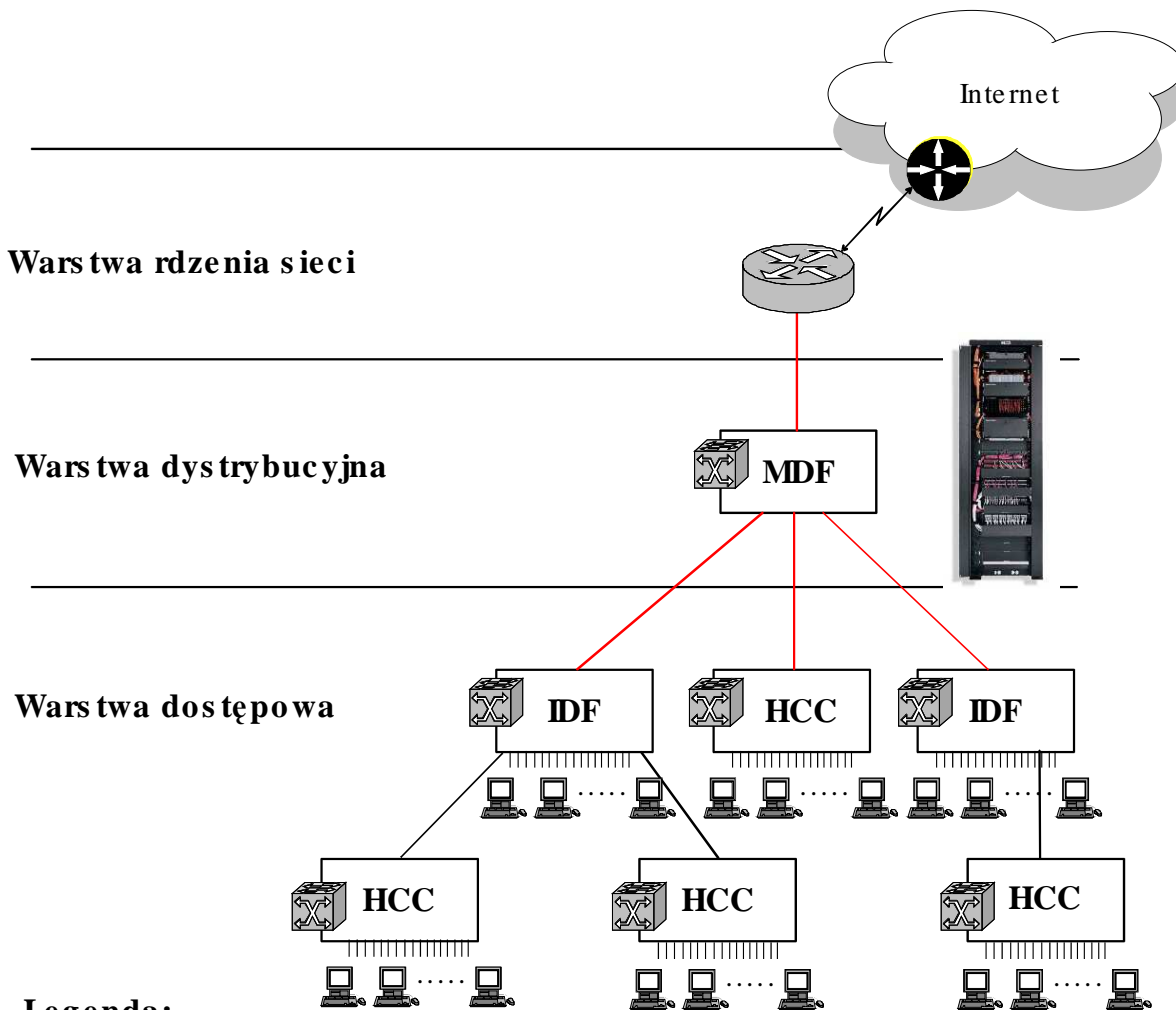 Internet
Warstwa rdzenia sieci
Warstwa dystrybucyjna
MDF
Warstwa dostępowa
IDF
HCC
IDF
HCC
HCC
HCC
Legenda: